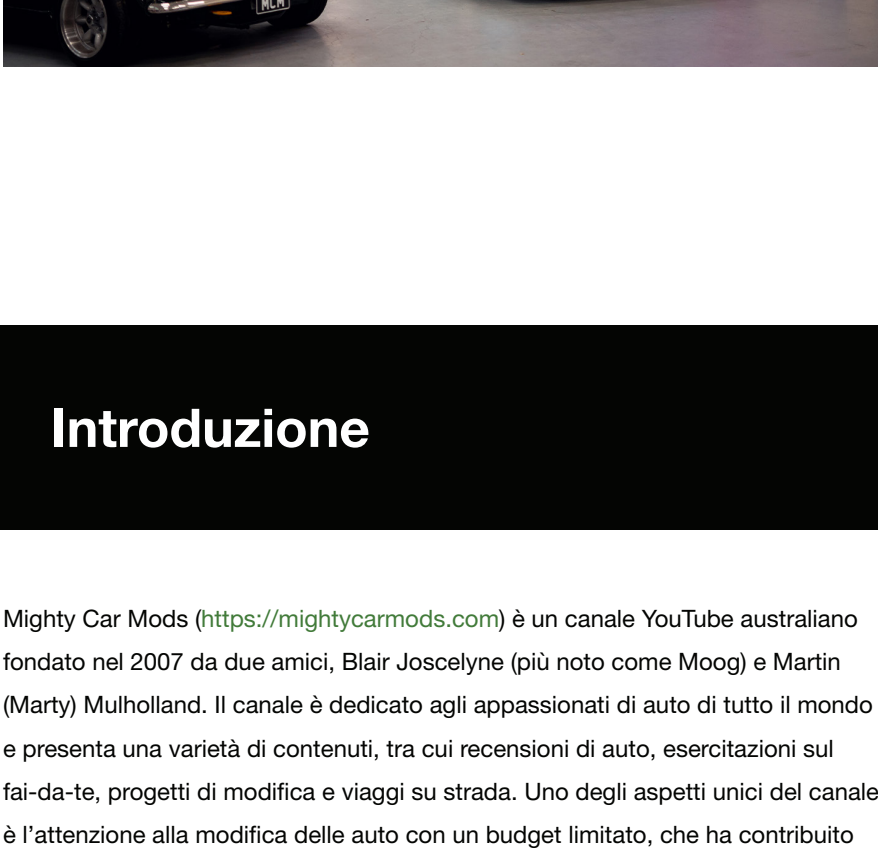 MCM
Introduzione
Mighty Car Mods (https://mightycarmods.com) è un canale YouTube australiano
fondato nel 2007 da due amici, Blair Joscelyne (più noto come Moog) e Martin
(Marty) Mulholland. Il canale è dedicato agli appassionati di auto di tutto il mondo
e presenta una varietà di contenuti, tra cui recensioni di auto, esercitazioni sul
fai-da-te, progetti di modifica e viaggi su strada. Uno degli aspetti unici del canale
è l’attenzione alla modifica delle auto con un budget limitato, che ha contribuito